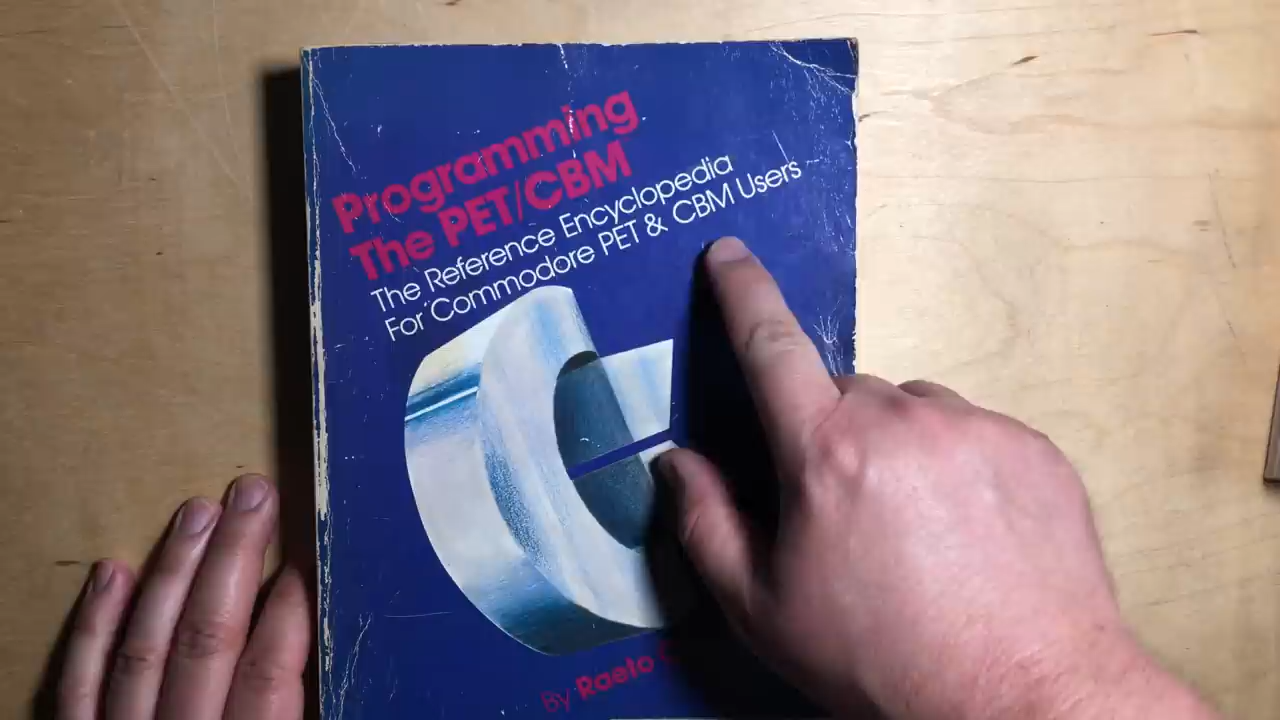 Programming
The PET/CBM
The Reference Encyclopedia
For Commodore PET & CBM Users
By Raeto